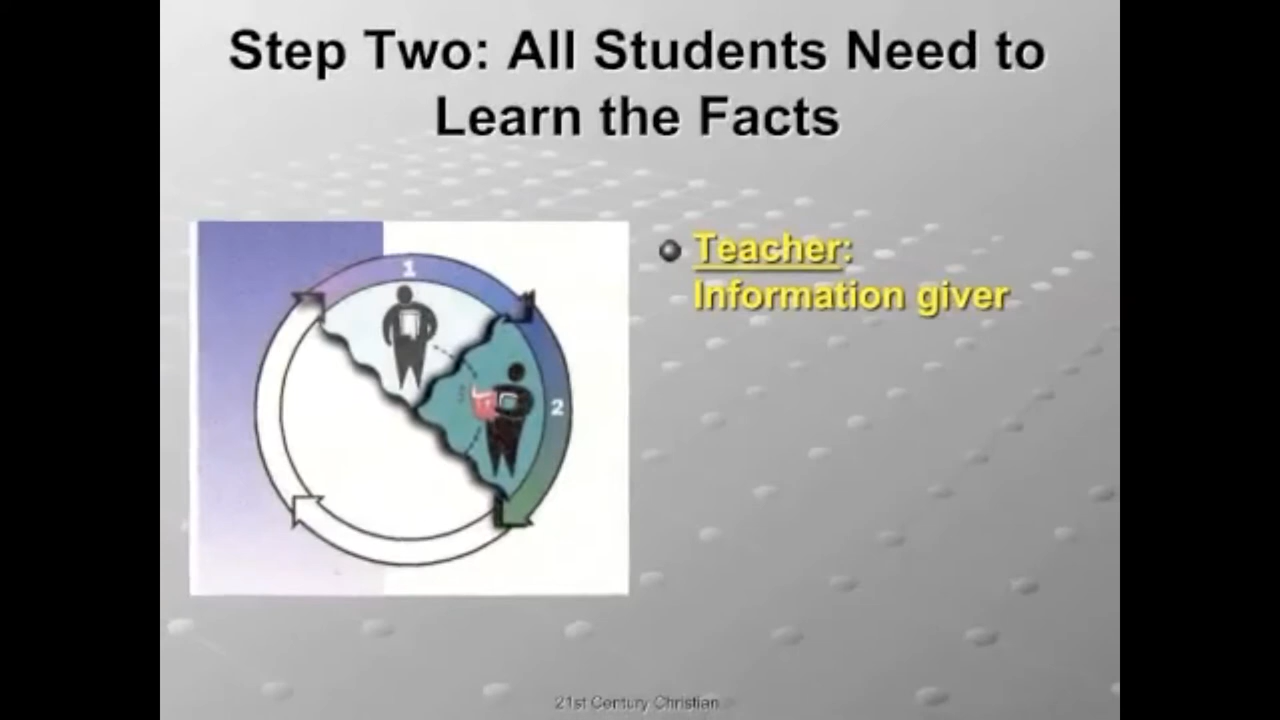 Step Two: All Students Need to
Learn the Facts
1
Teacher:
Information giver
2
21st Century Christian